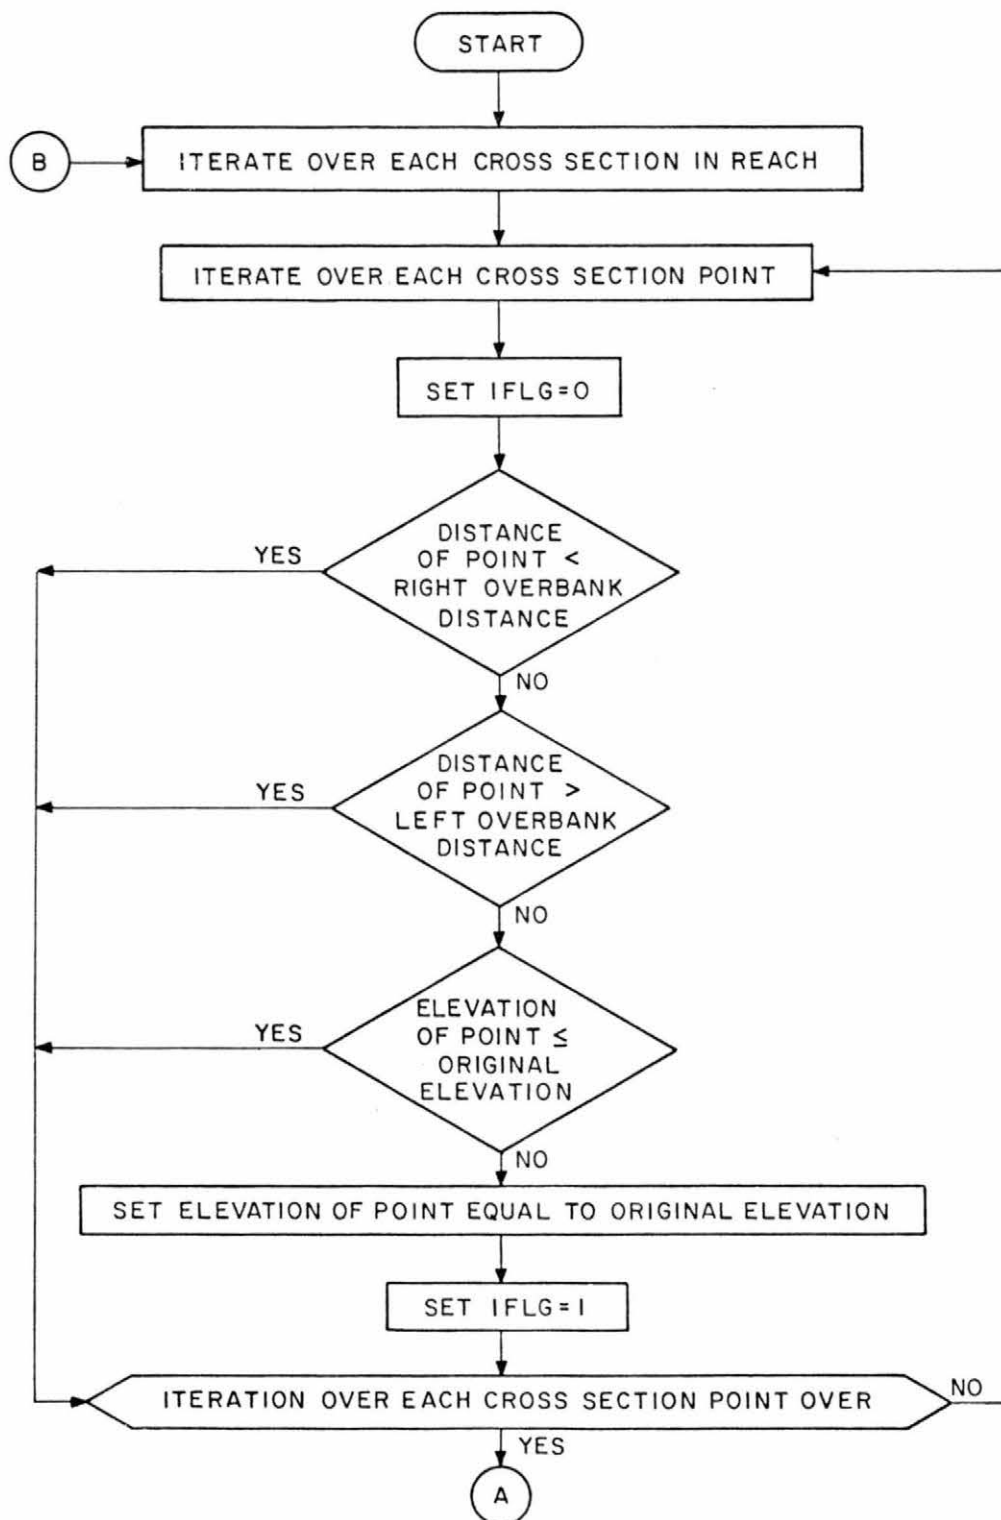 START
B
ITERATE OVER EACH CROSS SECTION IN REACH
ITERATE OVER EACH CROSS SECTION POINT
SET IFLG=0
DISTANCE
OF POINT <
RIGHT OVERBANK
DISTANCE
YES
NO
DISTANCE
OF POINT >
LEFT OVERBANK
DISTANCE
YES
NO
ELEVATION
OF POINT ≤
ORIGINAL
ELEVATION
YES
NO
SET ELEVATION OF POINT EQUAL TO ORIGINAL ELEVATION
SET IFLG=1
ITERATION OVER EACH CROSS SECTION POINT OVER
NO
YES
A